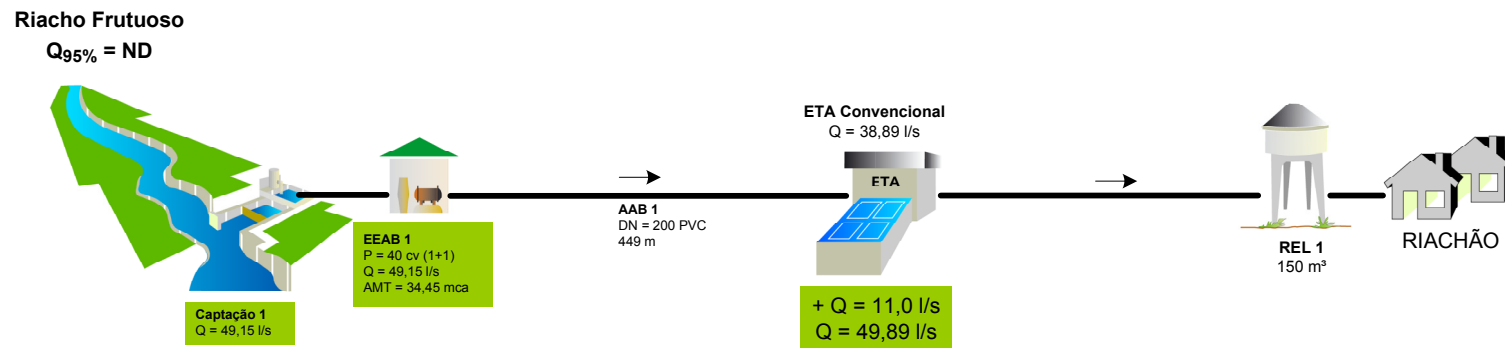 Riacho Frutuoso
Q95% = ND
Captação 1
Q = 49,15 l/s
EEAB 1
P = 40 cv (1+1)
Q = 49,15 l/s
AMT = 34,45 mca
AAB 1
DN = 200 PVC
449 m
ETA Convencional
Q = 38,89 l/s
ETA
+ Q = 11,0 l/s
Q = 49,89 l/s
REL 1
150 m³
RIACHÃO